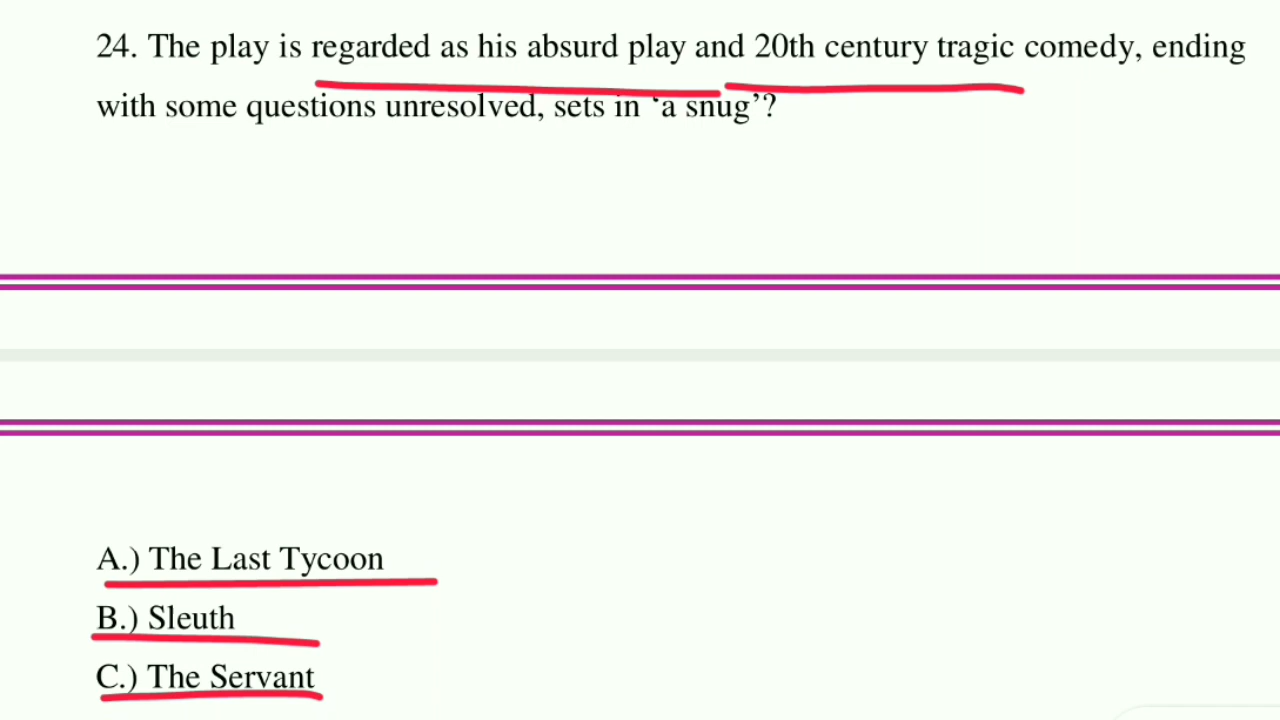 24. The play is regarded as his absurd play and 20th century tragic comedy, ending
with some questions unresolved, sets in ‘a snug’?
A.) The Last Tycoon
B.) Sleuth
C.) The Servant